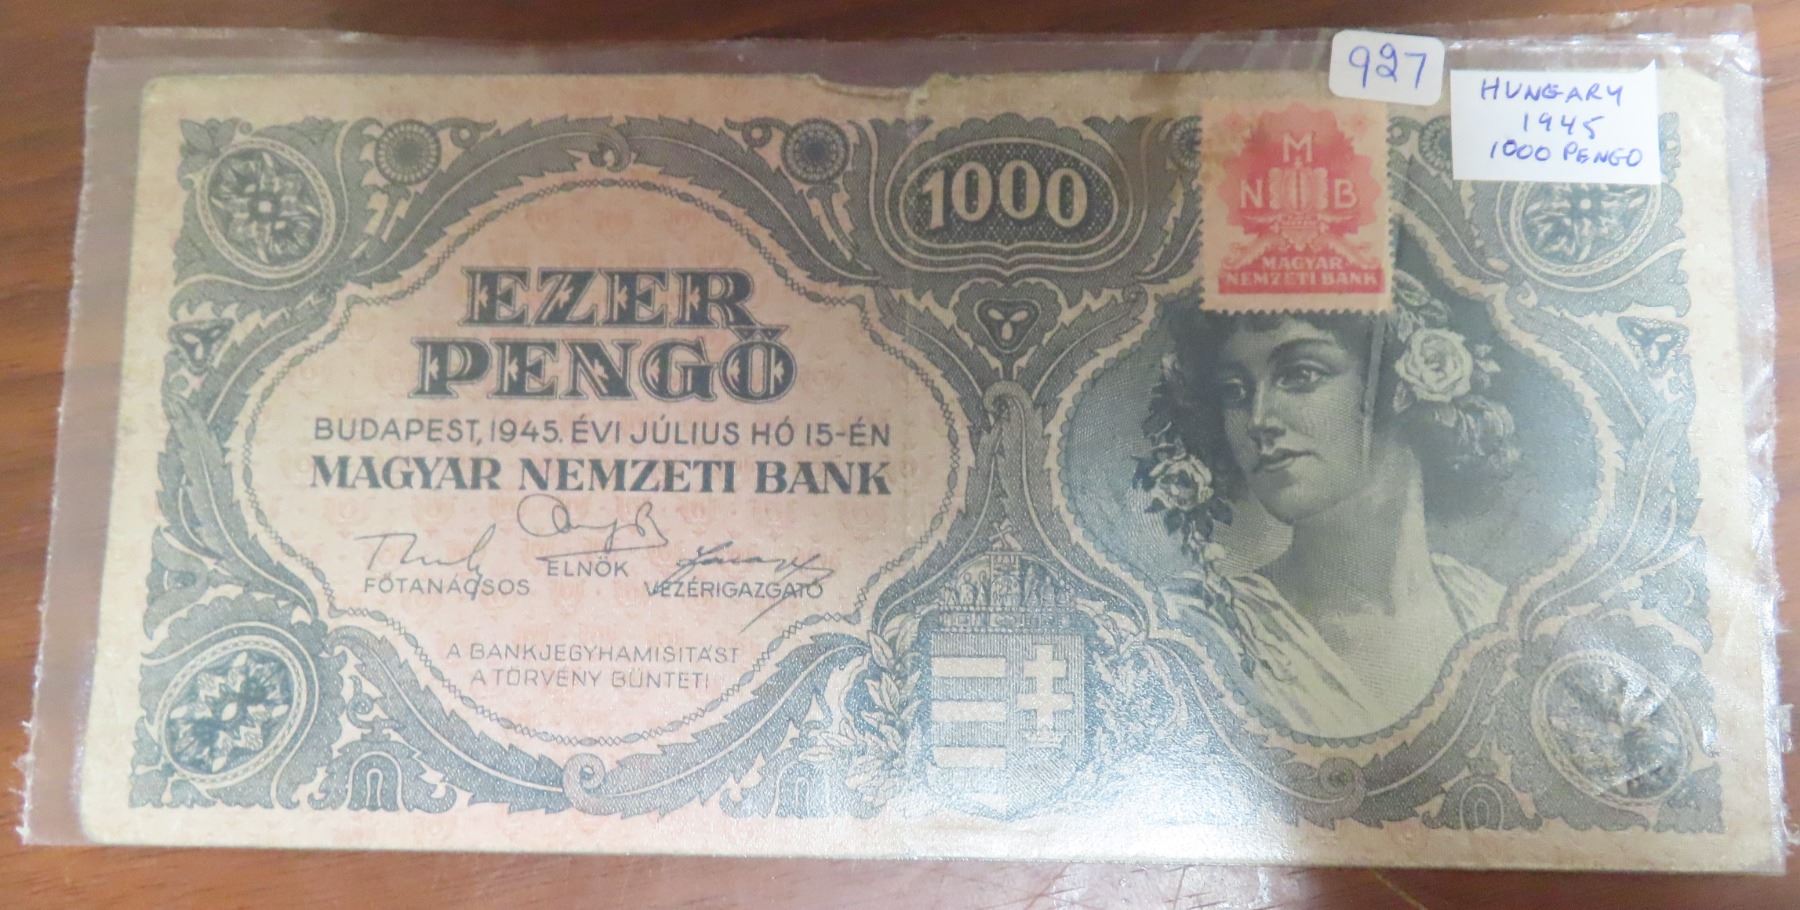 927
HUNGARY
1945
1000 PENGO
1000
M
N B
MAGYAR
NEMZETI BANK
EZER
PENGŐ
BUDAPEST, 1945. ÉVI JÚLIUS HÓ 15-ÉN
MAGYAR NEMZETI BANK
FŐTANÁCSOS
ELNÖK
VEZÉRIGAZGATÓ
A BANKJEGYHAMISITÁST
A TÖRVÉNY BÜNTETI